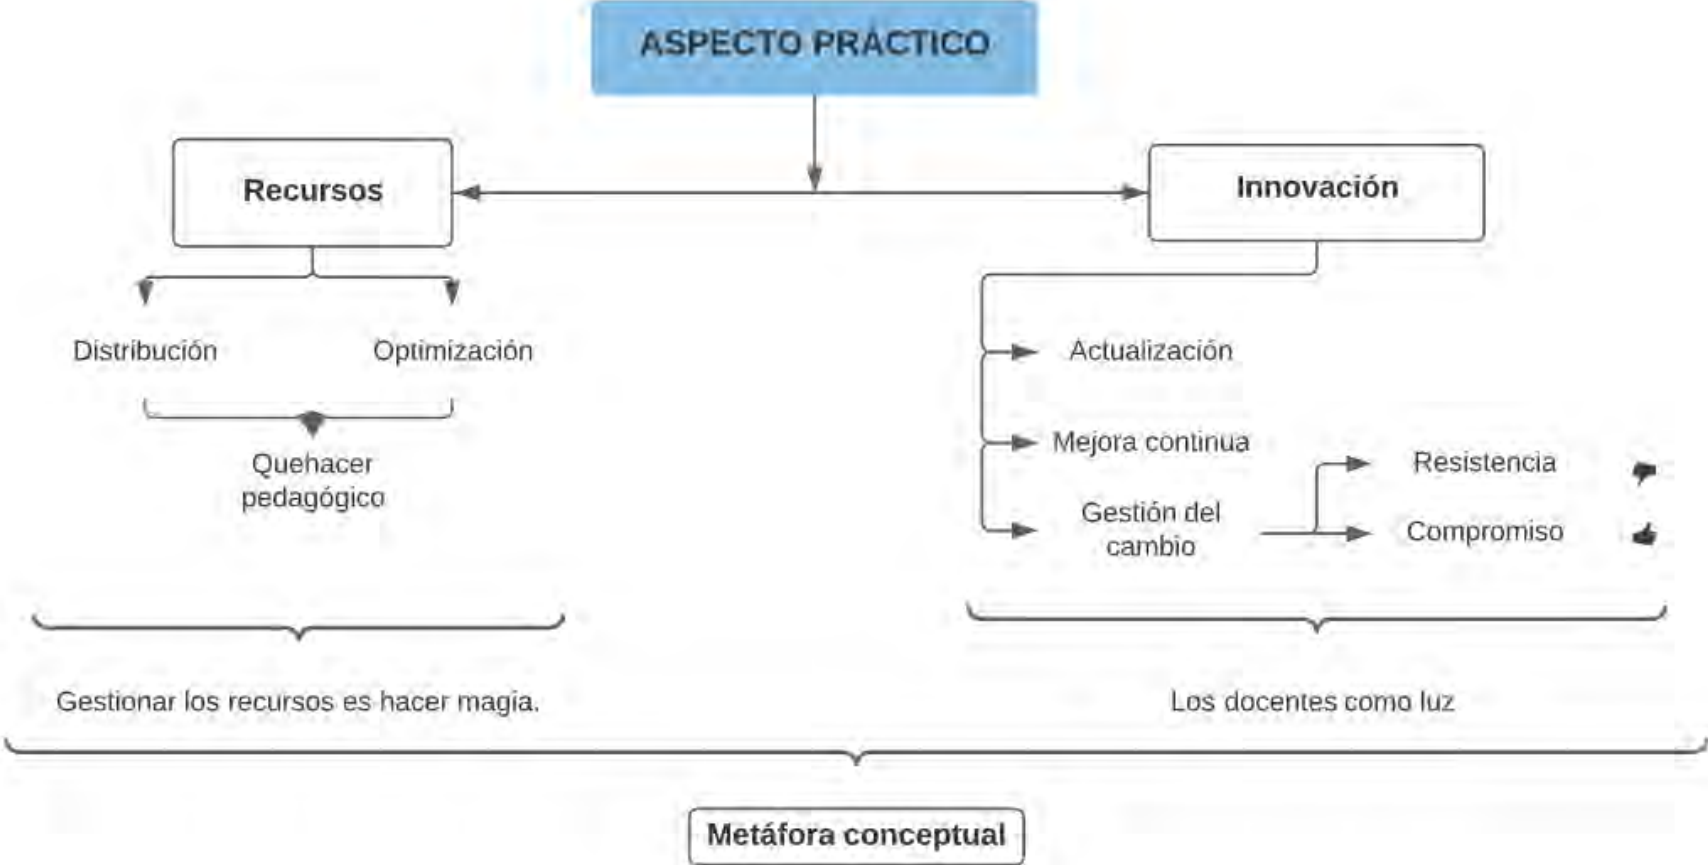 ASPECTO PRÁCTICO
Recursos
Innovación
Distribución
Optimización
Quehacer
pedagógico
Actualización
Mejora continua
Gestión del
cambio
Resistencia
Compromiso
Gestionar los recursos es hacer magia.
Los docentes como luz
Metáfora conceptual